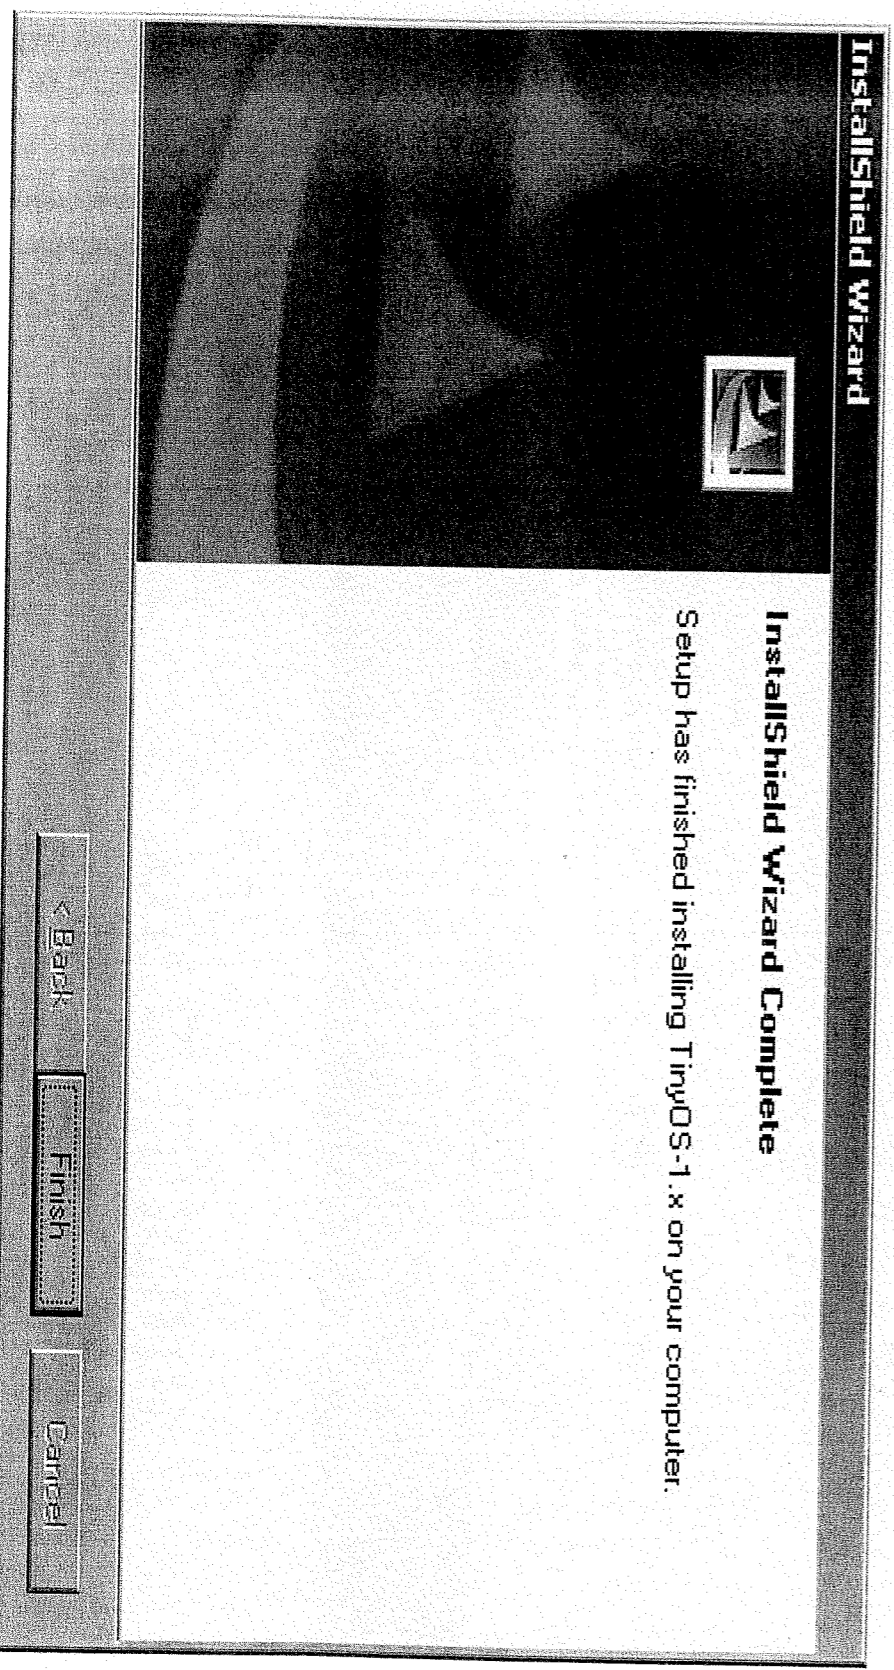 InstallShield Wizard
InstallShield Wizard Complete
Setup has finished installing TinyOS-1.x on your computer.
< Back
Finish
Cancel